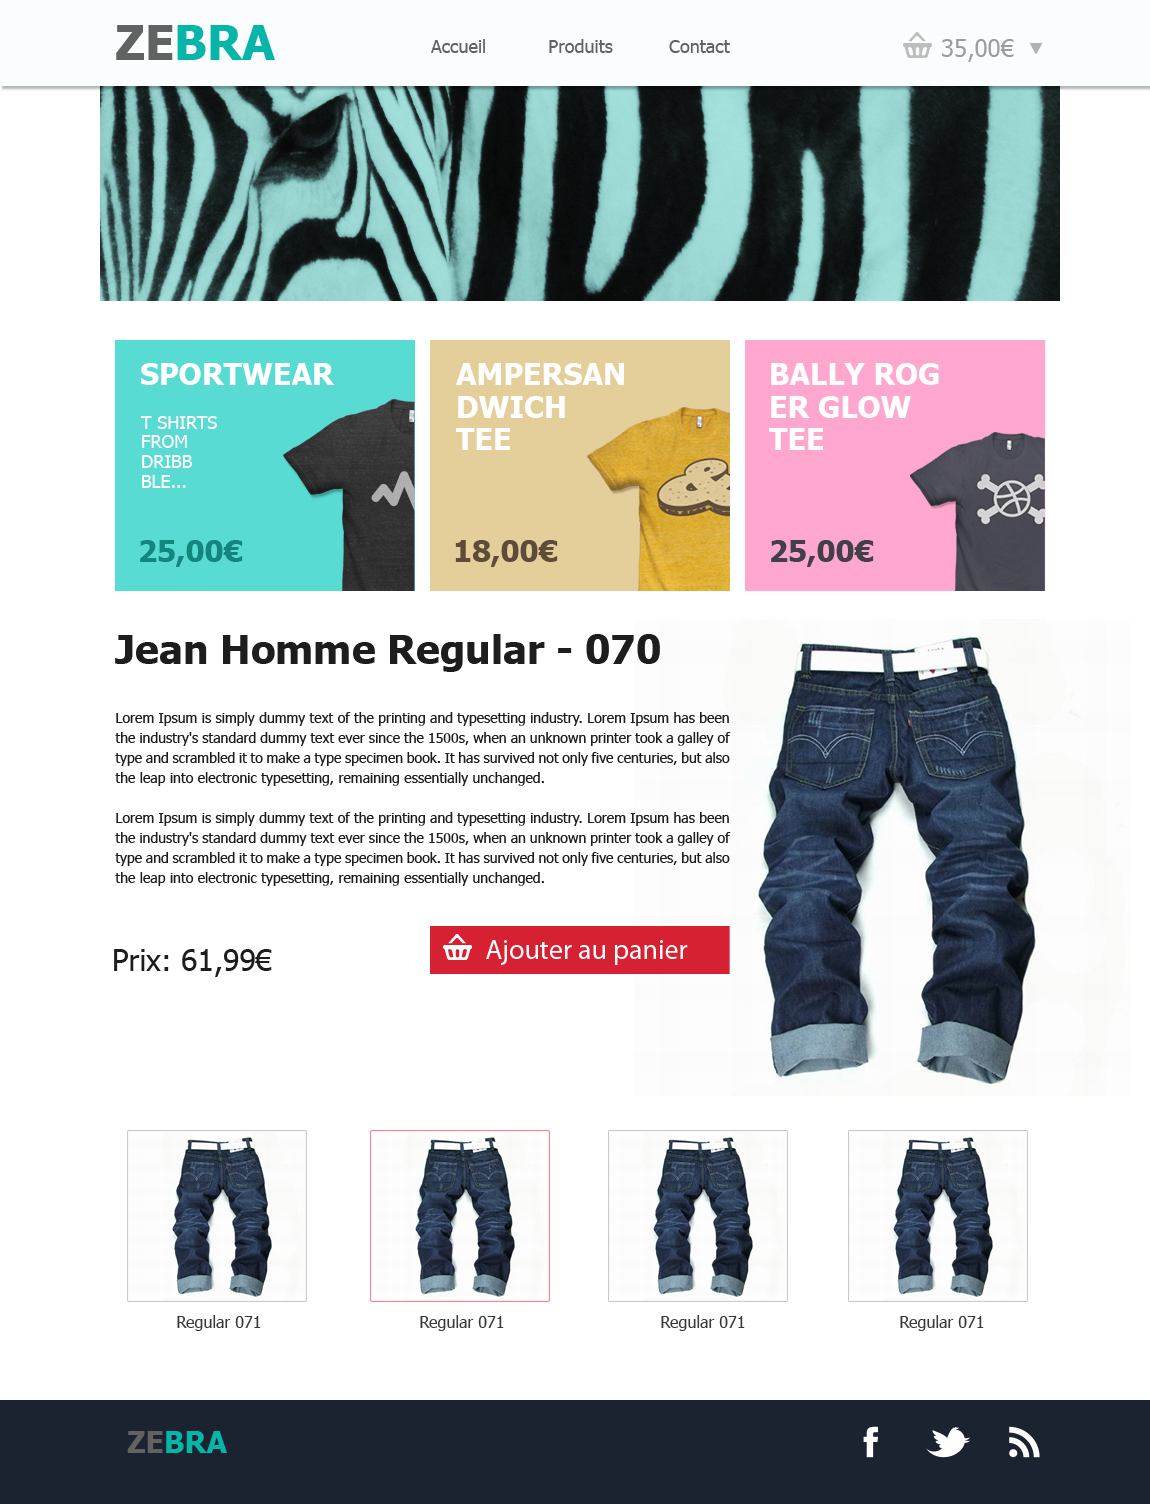 ZEBRA
Accueil
Produits
Contact
35,00€
SPORTWEAR
T SHIRTS
FROM
DRIBB
BLE...
25,00€
AMPERSAN
DWICH
TEE
18,00€
BALLY ROG
ER GLOW
TEE
25,00€
Jean Homme Regular - 070
Lorem Ipsum is simply dummy text of the printing and typesetting industry. Lorem Ipsum has been
the industry's standard dummy text ever since the 1500s, when an unknown printer took a galley of
type and scrambled it to make a type specimen book. It has survived not only five centuries, but also
the leap into electronic typesetting, remaining essentially unchanged.
Lorem Ipsum is simply dummy text of the printing and typesetting industry. Lorem Ipsum has been
the industry's standard dummy text ever since the 1500s, when an unknown printer took a galley of
type and scrambled it to make a type specimen book. It has survived not only five centuries, but also
the leap into electronic typesetting, remaining essentially unchanged.
Prix: 61,99€
Ajouter au panier
Regular 071
Regular 071
Regular 071
Regular 071
ZEBRA